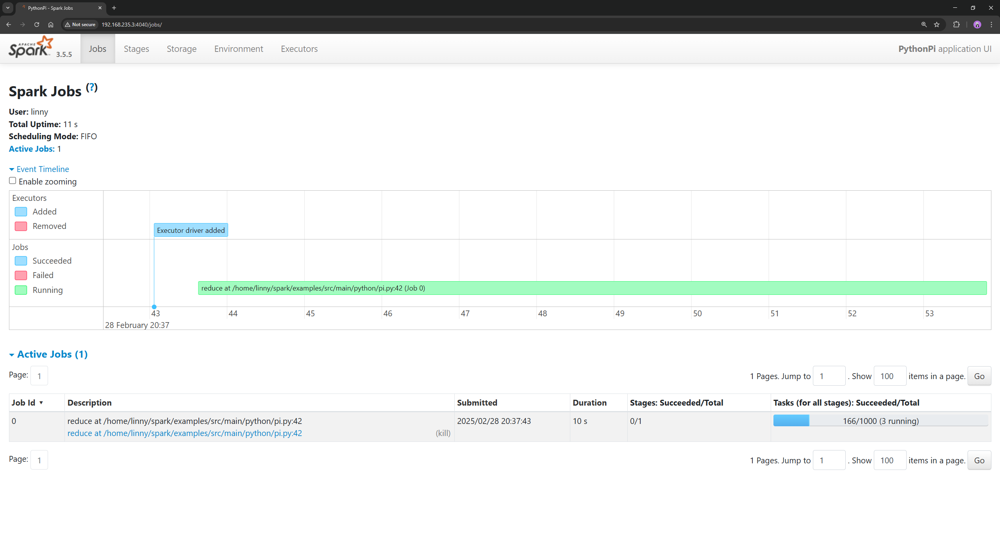 PythonPi - Spark Jobs
Not secure 192.168.235.3:4040/jobs/
APACHE Spark 3.5.5 Jobs Stages Storage Environment Executors PythonPi application UI
Spark Jobs (?)
User: linny
Total Uptime: 11 s
Scheduling Mode: FIFO
Active Jobs: 1
Event Timeline
Enable zooming
Executors
Added
Removed
Executor driver added
Jobs
Succeeded
Failed
Running
reduce at /home/linny/spark/examples/src/main/python/pi.py:42 (Job 0)
43 44 45 46 47 48 49 50 51 52 53
28 February 20:37
Active Jobs (1)
Page: 1 1 Pages. Jump to 1 . Show 100 items in a page. Go
Job Id ▼ Description Submitted Duration Stages: Succeeded/Total Tasks (for all stages): Succeeded/Total
0 reduce at /home/linny/spark/examples/src/main/python/pi.py:42 2025/02/28 20:37:43 10 s 0/1 166/1000 (3 running)
reduce at /home/linny/spark/examples/src/main/python/pi.py:42 (kill)
Page: 1 1 Pages. Jump to 1 . Show 100 items in a page. Go